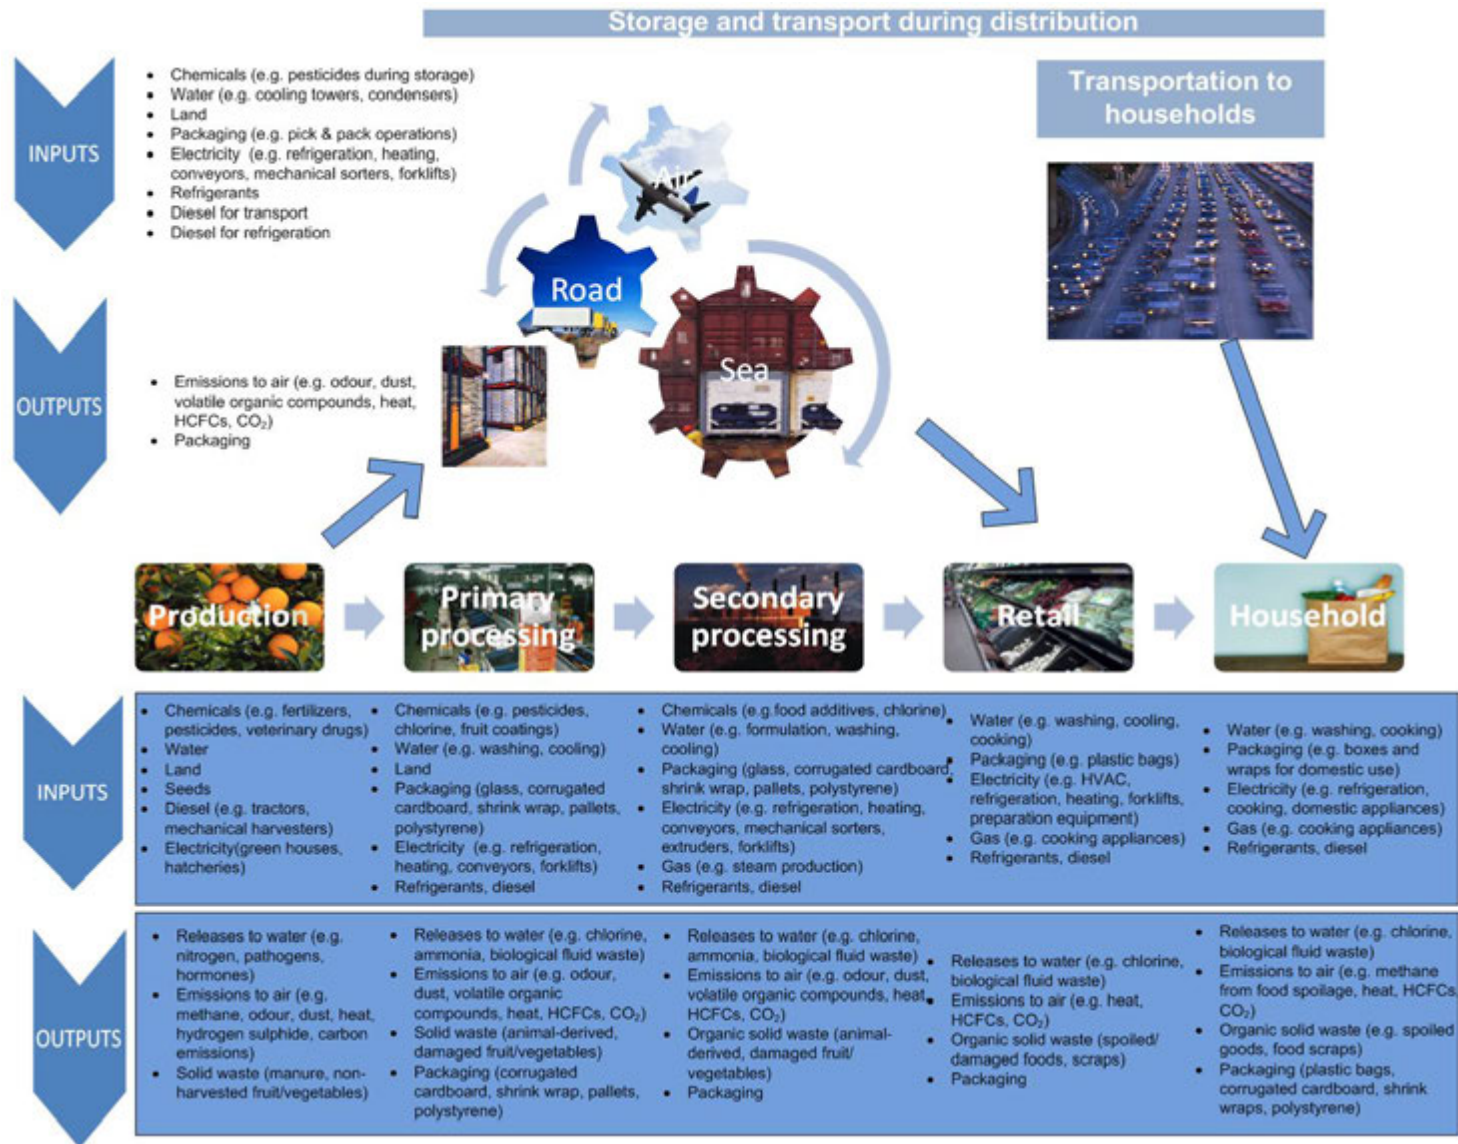 Storage and transport during distribution
INPUTS
• Chemicals (e.g. pesticides during storage)
• Water (e.g. cooling towers, condensers)
• Land
• Packaging (e.g. pick & pack operations)
• Electricity (e.g. refrigeration, heating,
conveyors, mechanical sorters, forklifts)
• Refrigerants
• Diesel for transport
• Diesel for refrigeration
Transportation to
households
Air
Road
Sea
OUTPUTS
• Emissions to air (e.g. odour, dust,
volatile organic compounds, heat,
HCFCs, CO₂)
• Packaging
Production
Primary
processing
Secondary
processing
Retail
Household
INPUTS
• Chemicals (e.g. fertilizers,
pesticides, veterinary drugs)
• Water
• Land
• Seeds
• Diesel (e.g. tractors,
mechanical harvesters)
• Electricity(green houses,
hatcheries)
• Chemicals (e.g. pesticides,
chlorine, fruit coatings)
• Water (e.g. washing, cooling)
• Land
• Packaging (glass, corrugated
cardboard, shrink wrap, pallets,
polystyrene)
• Electricity (e.g. refrigeration,
heating, conveyors, forklifts)
• Refrigerants, diesel
• Chemicals (e.g.food additives, chlorine)
• Water (e.g. formulation, washing,
cooling)
• Packaging (glass, corrugated cardboard,
shrink wrap, pallets, polystyrene)
• Electricity (e.g. refrigeration, heating,
conveyors, mechanical sorters,
extruders, forklifts)
• Gas (e.g. steam production)
• Refrigerants, diesel
• Water (e.g. washing, cooling,
cooking)
• Packaging (e.g. plastic bags)
• Electricity (e.g. HVAC,
refrigeration, heating, forklifts,
preparation equipment)
• Gas (e.g. cooking appliances)
• Refrigerants, diesel
• Water (e.g. washing, cooking)
• Packaging (e.g. boxes and
wraps for domestic use)
• Electricity (e.g. refrigeration,
cooking, domestic appliances)
• Gas (e.g. cooking appliances)
• Refrigerants, diesel
OUTPUTS
• Releases to water (e.g.
nitrogen, pathogens,
hormones)
• Emissions to air (e.g.
methane, odour, dust, heat,
hydrogen sulphide, carbon
emissions)
• Solid waste (manure, non-
harvested fruit/vegetables)
• Releases to water (e.g. chlorine,
ammonia, biological fluid waste)
• Emissions to air (e.g. odour,
dust, volatile organic
compounds, heat, HCFCs, CO₂)
• Solid waste (animal-derived,
damaged fruit/vegetables)
• Packaging (corrugated
cardboard, shrink wrap, pallets,
polystyrene)
• Releases to water (e.g. chlorine,
ammonia, biological fluid waste)
• Emissions to air (e.g. odour, dust,
volatile organic compounds, heat,
HCFCs, CO₂)
• Organic solid waste (animal-
derived, damaged fruit/
vegetables)
• Packaging
• Releases to water (e.g. chlorine,
biological fluid waste)
• Emissions to air (e.g. heat,
HCFCs, CO₂)
• Organic solid waste (spoiled/
damaged foods, scraps)
• Packaging
• Releases to water (e.g. chlorine,
biological fluid waste)
• Emissions to air (e.g. methane
from food spoilage, heat, HCFCs,
CO₂)
• Organic solid waste (e.g. spoiled
goods, food scraps)
• Packaging (plastic bags,
corrugated cardboard, shrink
wraps, polystyrene)